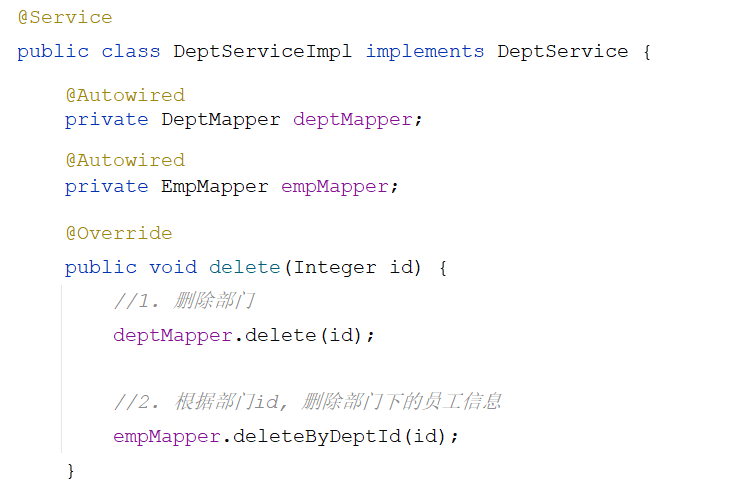 @Service
public class DeptServiceImpl implements DeptService {
@Autowired
private DeptMapper deptMapper;
@Autowired
private EmpMapper empMapper;
@Override
public void delete(Integer id) {
//1. 删除部门
deptMapper.delete(id);
//2. 根据部门id, 删除部门下的员工信息
empMapper.deleteByDeptId(id);
}